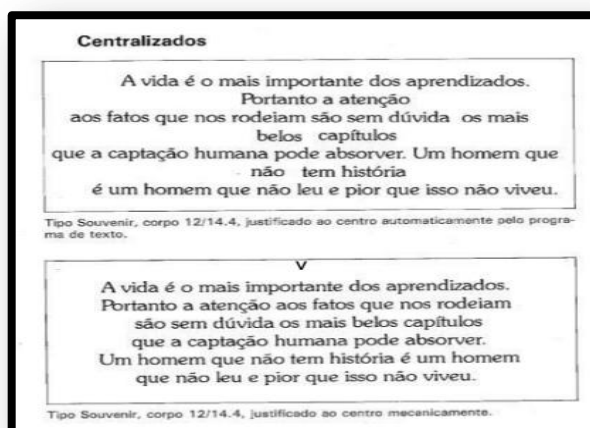 Centralizados
A vida é o mais importante dos aprendizados.
Portanto a atenção
aos fatos que nos rodeiam são sem dúvida os mais
belos capítulos
que a captação humana pode absorver. Um homem que
não tem história
é um homem que não leu e pior que isso não viveu.
Tipo Souvenir, corpo 12/14.4, justificado ao centro automaticamente pelo progra-
ma de texto.
V
A vida é o mais importante dos aprendizados.
Portanto a atenção aos fatos que nos rodeiam
são sem dúvida os mais belos capítulos
que a captação humana pode absorver.
Um homem que não tem história é um homem
que não leu e pior que isso não viveu.
Tipo Souvenir, corpo 12/14.4, justificado ao centro mecanicamente.